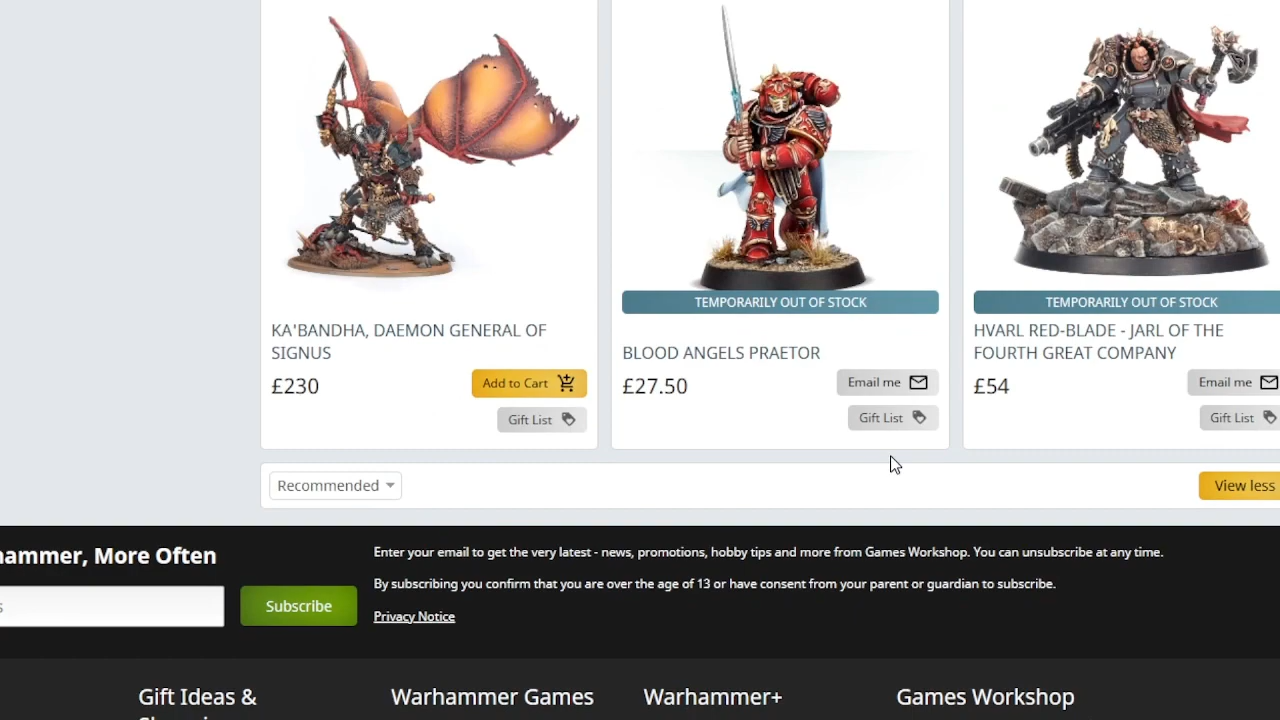 TEMPORARILY OUT OF STOCK
TEMPORARILY OUT OF STOCK
KA'BANDHA, DAEMON GENERAL OF
SIGNUS
£230
Add to Cart
Gift List
BLOOD ANGELS PRAETOR
£27.50
Email me
Gift List
HVARL RED-BLADE - JARL OF THE
FOURTH GREAT COMPANY
£54
Email me
Gift List
Recommended
View less
ammer, More Often
s
Subscribe
Enter your email to get the very latest - news, promotions, hobby tips and more from Games Workshop. You can unsubscribe at any time.
By subscribing you confirm that you are over the age of 13 or have consent from your parent or guardian to subscribe.
Privacy Notice
Gift Ideas &
Warhammer Games
Warhammer+
Games Workshop